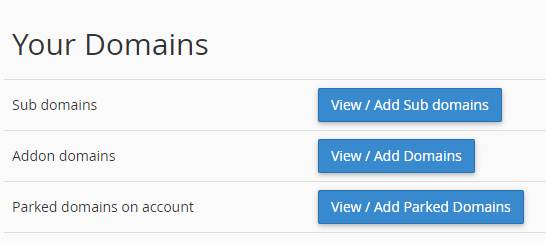 Your Domains
Sub domains
View / Add Sub domains
Addon domains
View / Add Domains
Parked domains on account
View / Add Parked Domains